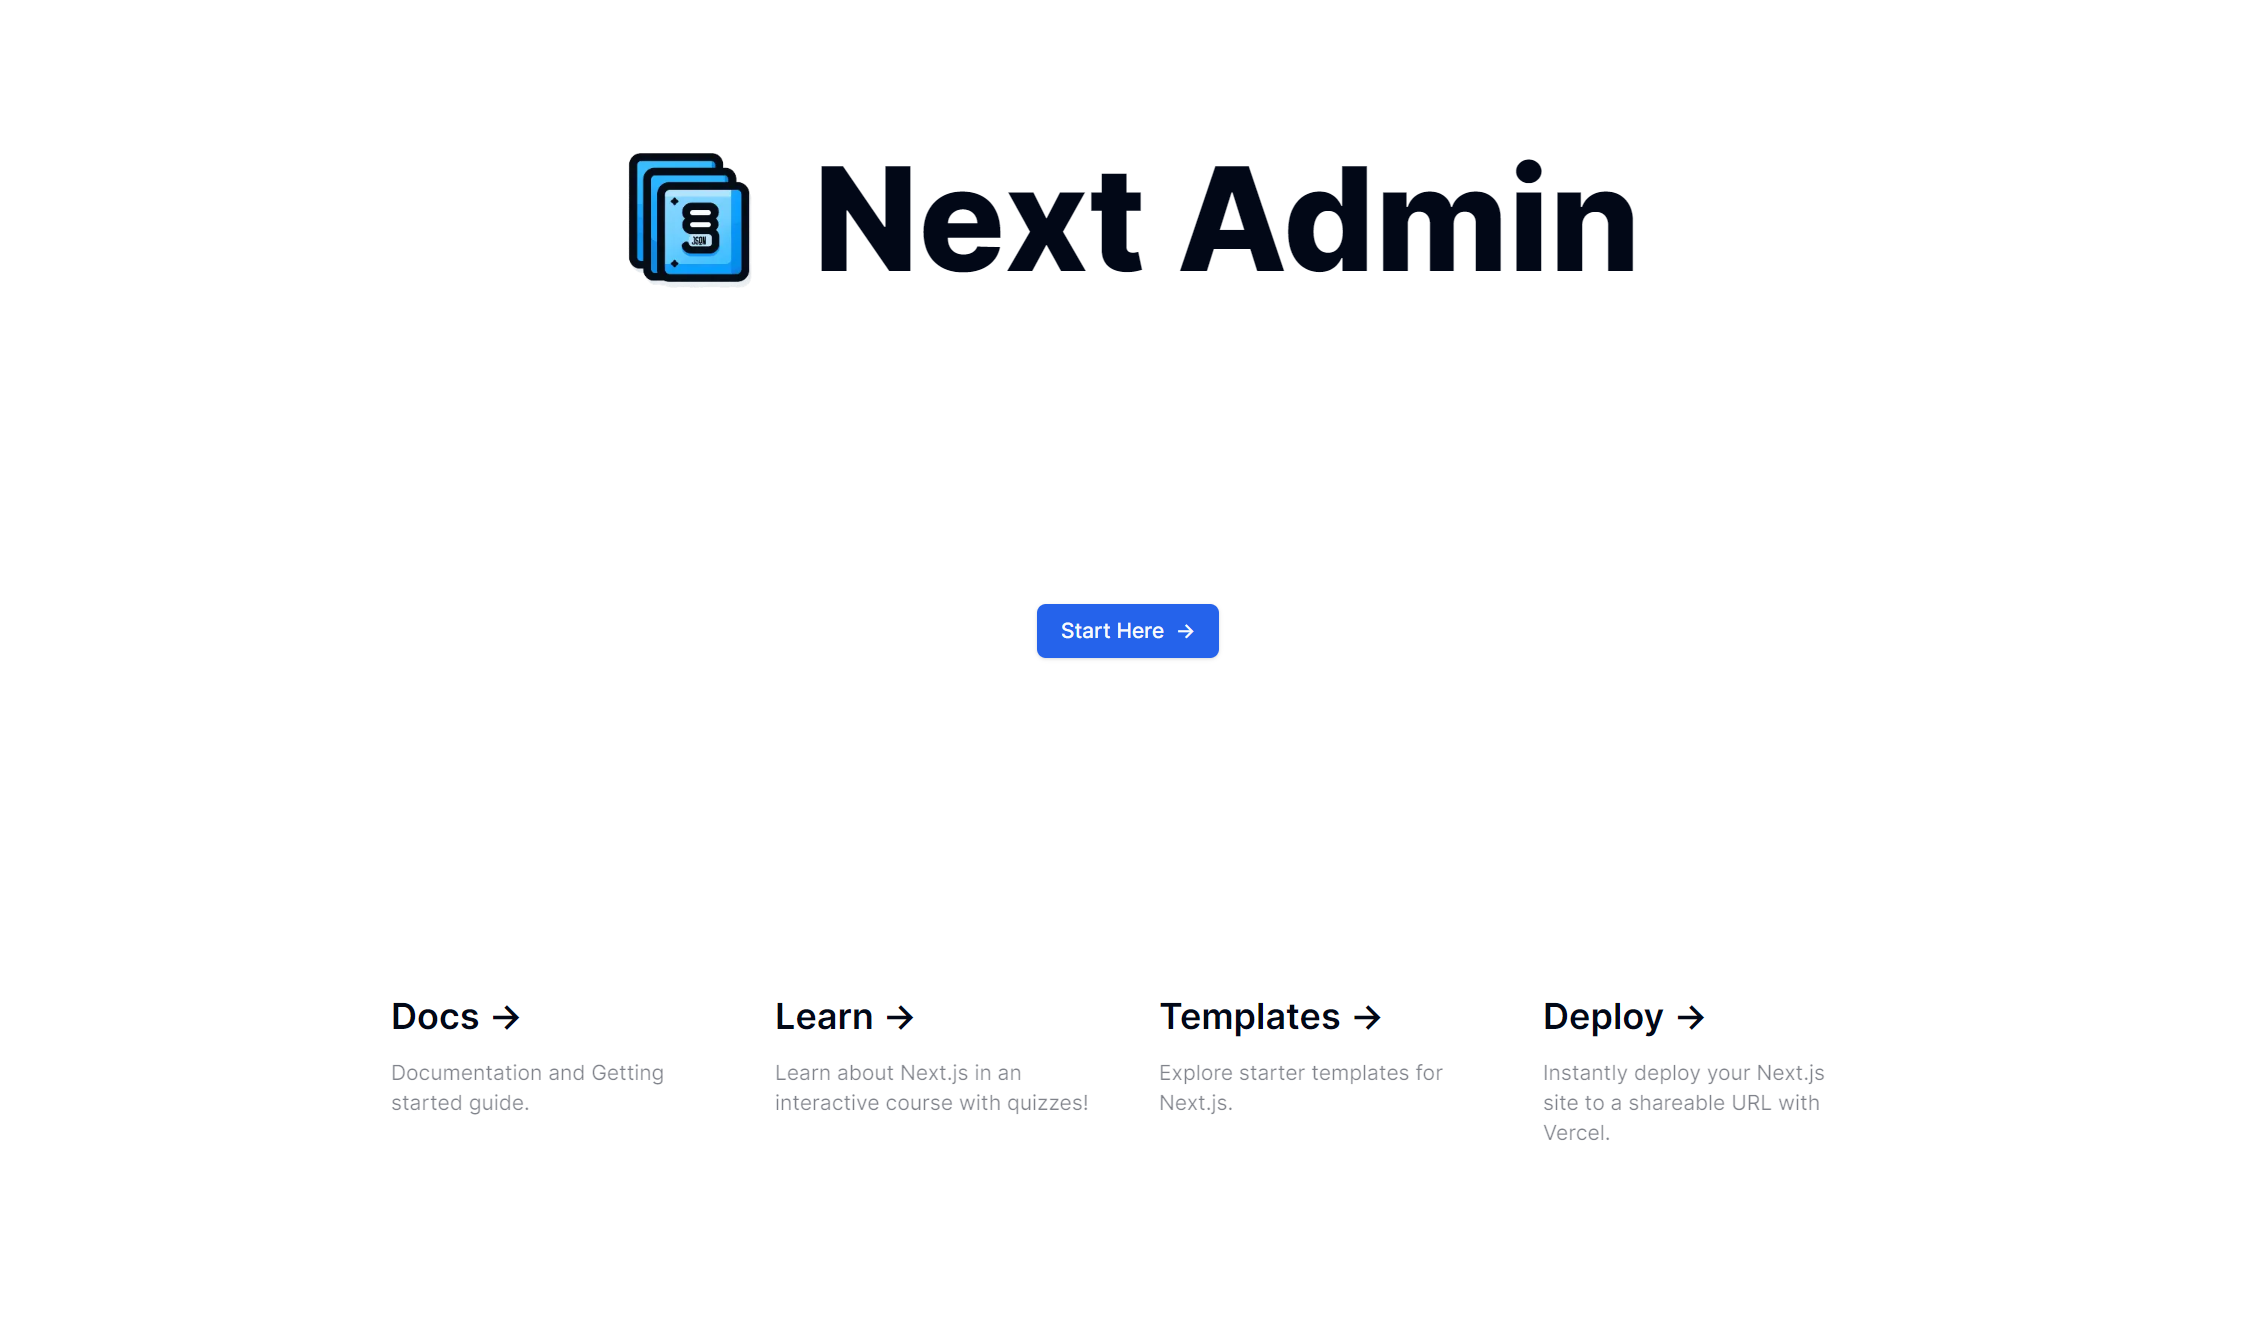 JSON
Next Admin
Start Here →
Docs →
Documentation and Getting
started guide.
Learn →
Learn about Next.js in an
interactive course with quizzes!
Templates →
Explore starter templates for
Next.js.
Deploy →
Instantly deploy your Next.js
site to a shareable URL with
Vercel.